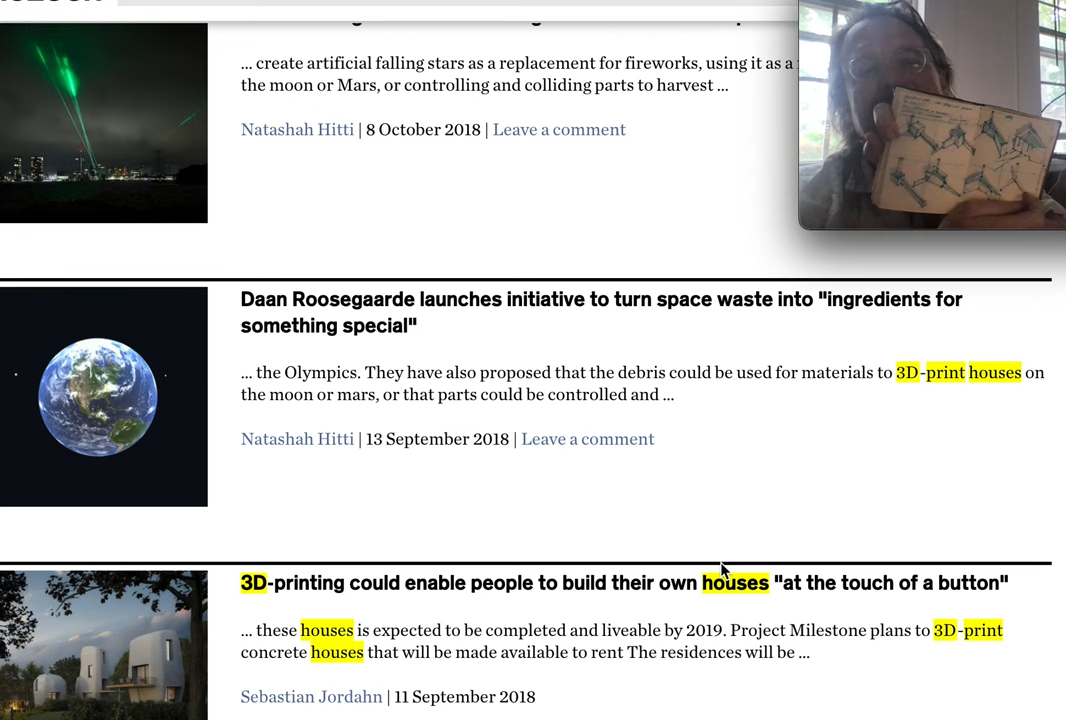 ... create artificial falling stars as a replacement for fireworks, using it as a
the moon or Mars, or controlling and colliding parts to harvest ...
Natashah Hitti | 8 October 2018 | Leave a comment
Daan Roosegaarde launches initiative to turn space waste into "ingredients for
something special"
... the Olympics. They have also proposed that the debris could be used for materials to 3D-print houses on
the moon or mars, or that parts could be controlled and ...
Natashah Hitti | 13 September 2018 | Leave a comment
3D-printing could enable people to build their own houses "at the touch of a button"
... these houses is expected to be completed and liveable by 2019. Project Milestone plans to 3D-print
concrete houses that will be made available to rent The residences will be ...
Sebastian Jordahn | 11 September 2018